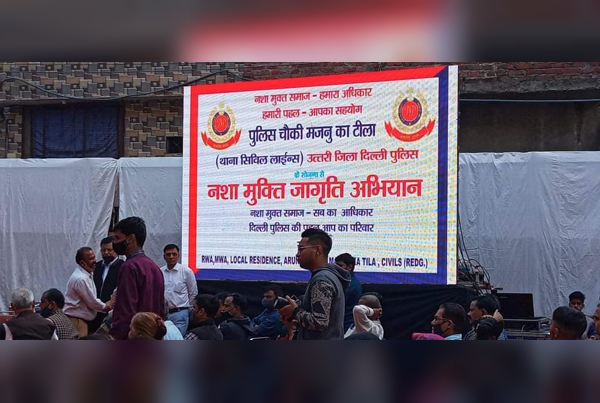 नशा मुक्त समाज – हमारा अधिकार
हमारी पहल – आपका सहयोग
पुलिस चौकी मजनु का टीला
(थाना सिविल लाईन्स) उत्तरी जिला दिल्ली पुलिस
के सौजन्य से
नशा मुक्ति जागृति अभियान
नशा मुक्त समाज - सब का अधिकार
दिल्ली पुलिस की पहल आप का परिवार
RWA,MWA, LOCAL RESIDENCE, TILA , CIVILS (REDG.)